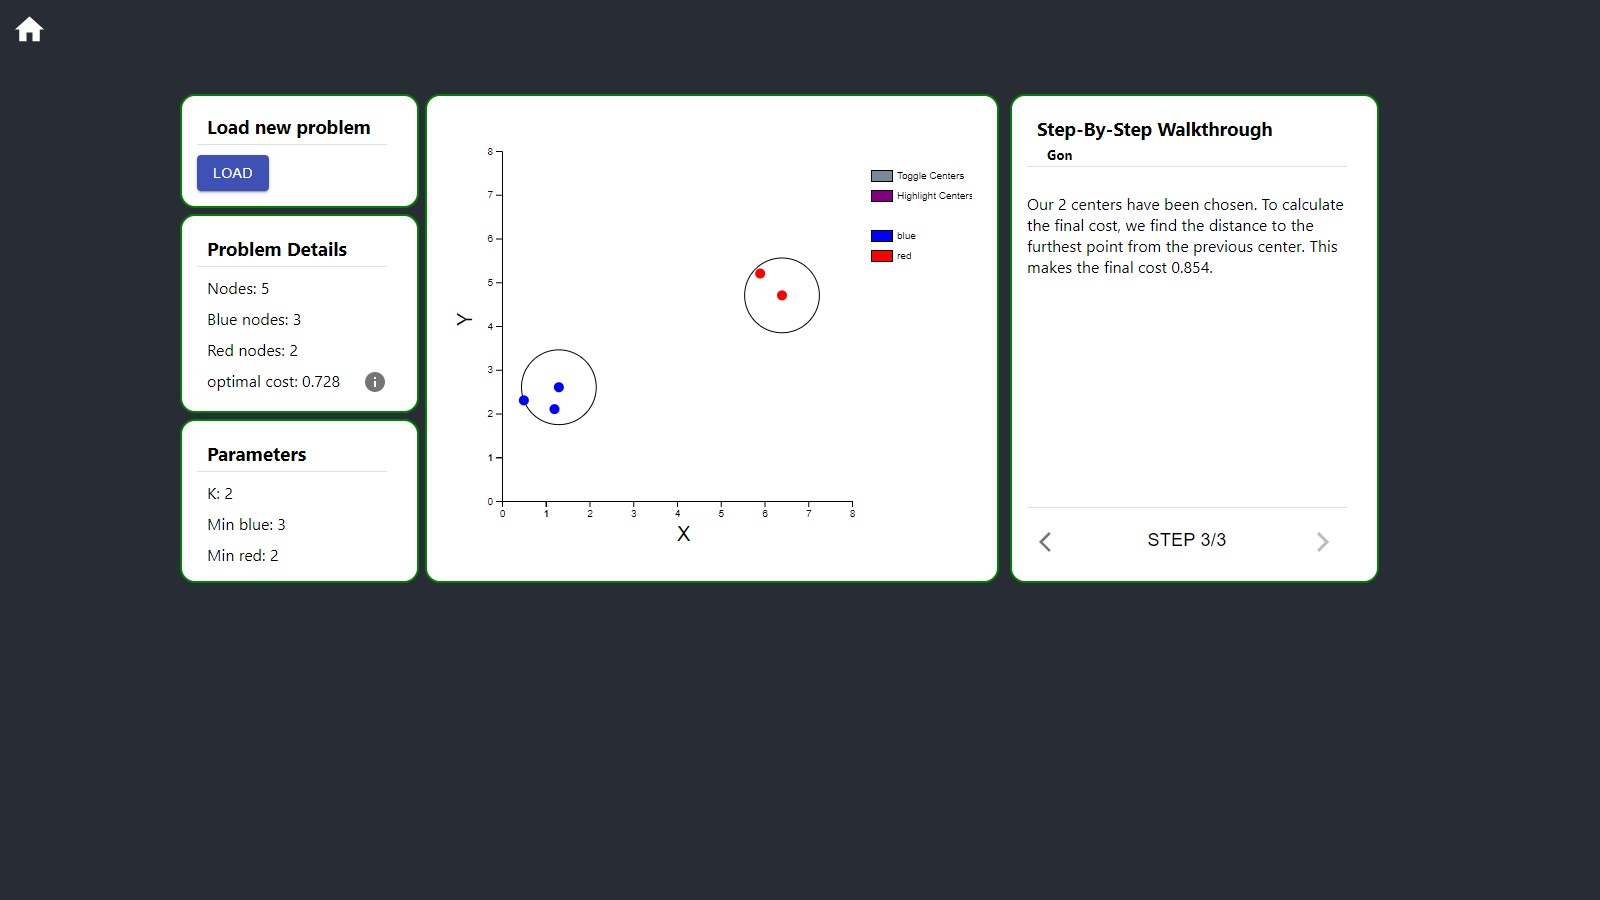 Load new problem
LOAD
Problem Details
Nodes: 5
Blue nodes: 3
Red nodes: 2
optimal cost: 0.728
Parameters
K: 2
Min blue: 3
Min red: 2
8
7
6
5
4
3
2
1
0
Y
0 1 2 3 4 5 6 7 8
X
Toggle Centers
Highlight Centers
blue
red
Step-By-Step Walkthrough
Gon
Our 2 centers have been chosen. To calculate
the final cost, we find the distance to the
furthest point from the previous center. This
makes the final cost 0.854.
STEP 3/3